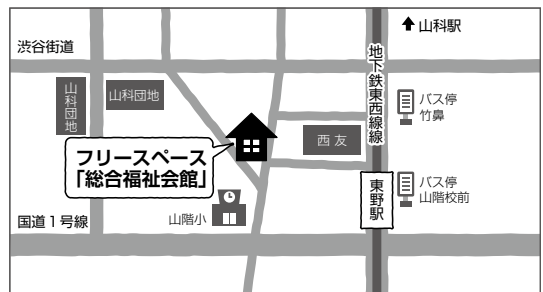 山科駅
渋谷街道
地下鉄東西線線
山科団地
山科団地
バス停
竹鼻
西友
フリースペース
「総合福祉会館」
東野駅
バス停
山階校前
山階小
国道1号線